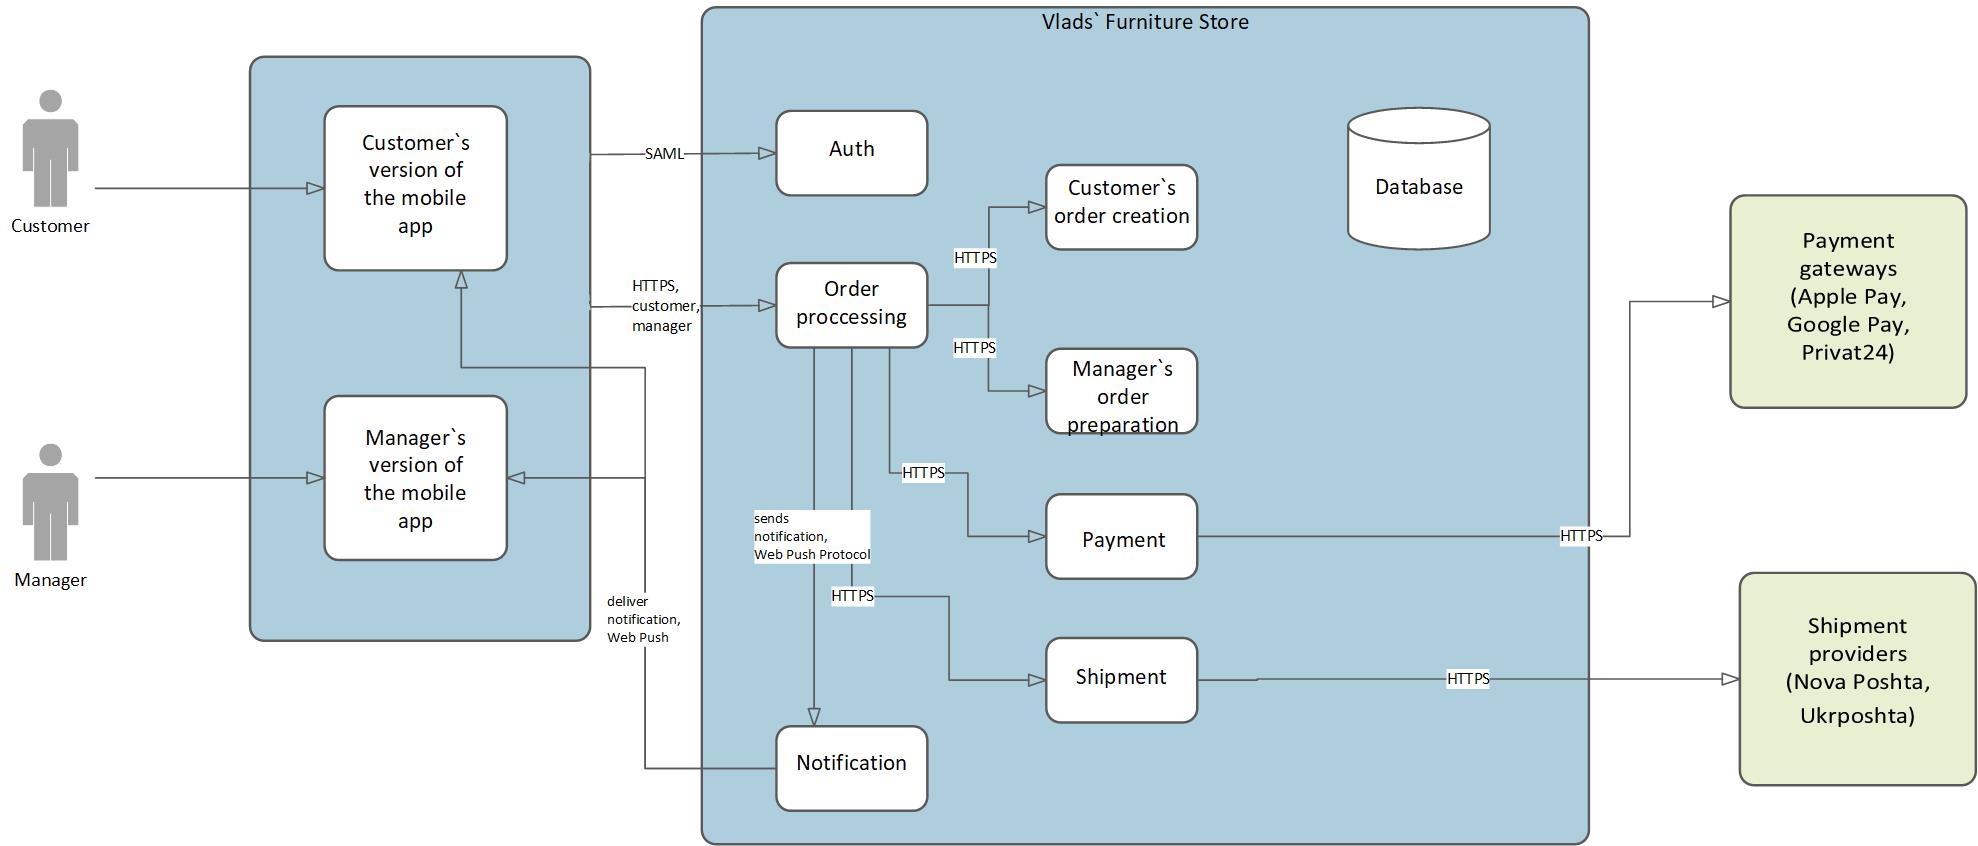 Vlads` Furniture Store
Customer
Customer`s
version of
the mobile
app
Manager
Manager`s
version of
the mobile
app
SAML
HTTPS,
customer,
manager
deliver
notification,
Web Push
Auth
Order
proccessing
HTTPS
HTTPS
Customer`s
order creation
Manager`s
order
preparation
Database
HTTPS
sends
notification,
Web Push Protocol
HTTPS
Payment
HTTPS
Shipment
HTTPS
Notification
Payment
gateways
(Apple Pay,
Google Pay,
Privat24)
Shipment
providers
(Nova Poshta,
Ukrposhta)